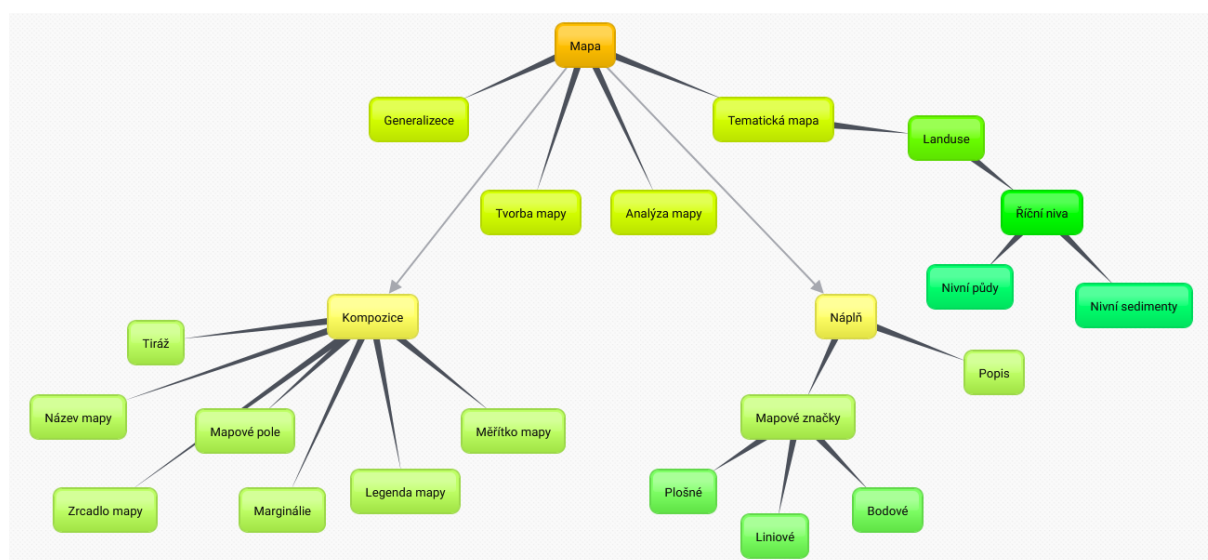 Mapa
Generalizece
Tematická mapa
Landuse
Tvorba mapy
Analýza mapy
Říční niva
Nivní půdy
Nivní sedimenty
Kompozice
Náplň
Tiráž
Popis
Název mapy
Mapové pole
Měřítko mapy
Mapové značky
Zrcadlo mapy
Marginálie
Legenda mapy
Plošné
Liniové
Bodové